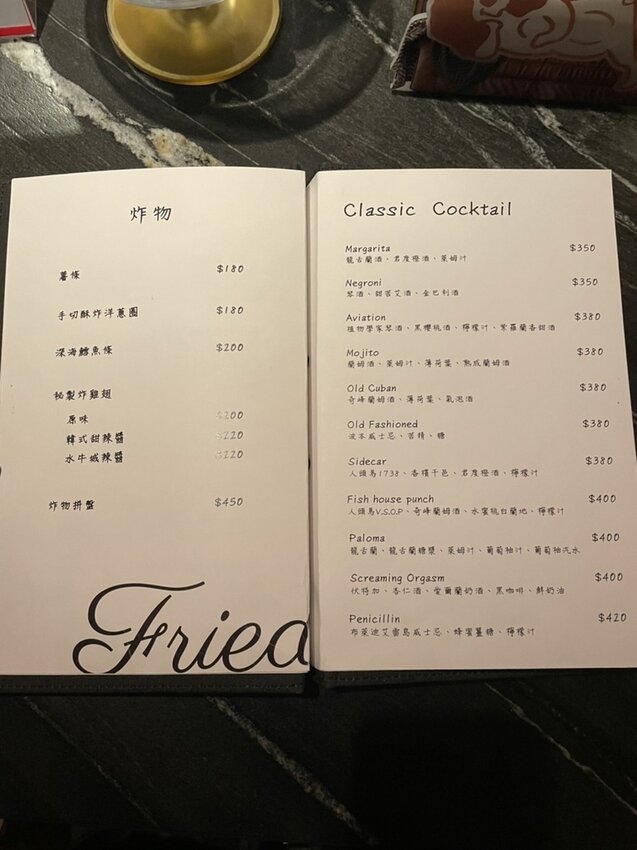 炸物
薯條 $180
手切酥炸洋蔥圈 $180
深海鱈魚條 $200
秘製炸雞翅
原味 $200
韓式甜辣醬 $220
水牛城辣醬 $220
炸物拼盤 $450
Fried
Classic Cocktail
Margarita $350
龍舌蘭酒、君度橙酒、萊姆汁
Negroni $350
琴酒、甜苦艾酒、金巴利酒
Aviation $380
植物學家琴酒、黑櫻桃酒、檸檬汁、紫羅蘭香甜酒
Mojito $380
蘭姆酒、萊姆汁、薄荷葉、熟成蘭姆酒
Old Cuban $380
奇峰蘭姆酒、薄荷葉、氣泡酒
Old Fashioned $380
波本威士忌、苦精、糖
Sidecar $380
人頭馬1738、香檳干邑、君度橙酒、檸檬汁
Fish house punch $400
人頭馬V.S.O.P、奇峰蘭姆酒、水蜜桃白蘭地、檸檬汁
Paloma $400
龍舌蘭、龍舌蘭糖漿、萊姆汁、葡萄柚汁、葡萄柚汽水
Screaming Orgasm $400
伏特加、杏仁酒、愛爾蘭奶酒、黑咖啡、鮮奶油
Penicillin $420
布萊迪艾雷島威士忌、蜂蜜薑糖、檸檬汁